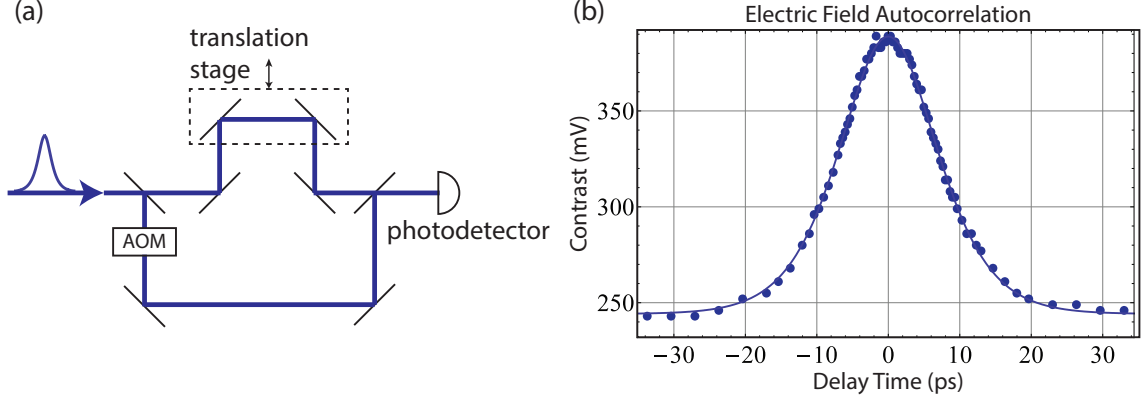 (a)
translation
stage
AOM
photodetector
(b)
Electric Field Autocorrelation
Contrast (mV)
350
300
250
−30 −20 −10 0 10 20 30
Delay Time (ps)